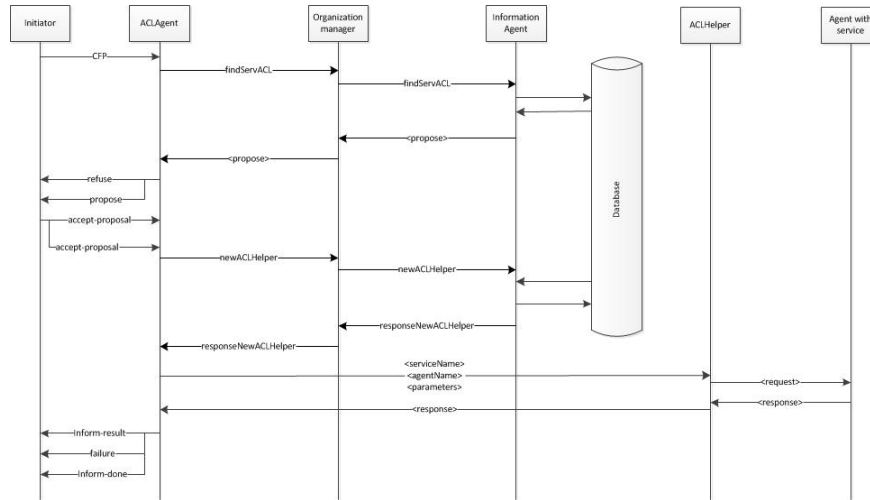 Initiator
ACLAgent
Organization
manager
Information
Agent
ACLHelper
Agent with
service
CFP
findServACL
findServACL
<propose>
<propose>
refuse
propose
accept-proposal
accept-proposal
newACLHelper
newACLHelper
Database
responseNewACLHelper
responseNewACLHelper
<serviceName>
<agentName>
<parameters>
<request>
<response>
<response>
Inform-result
failure
Inform-done